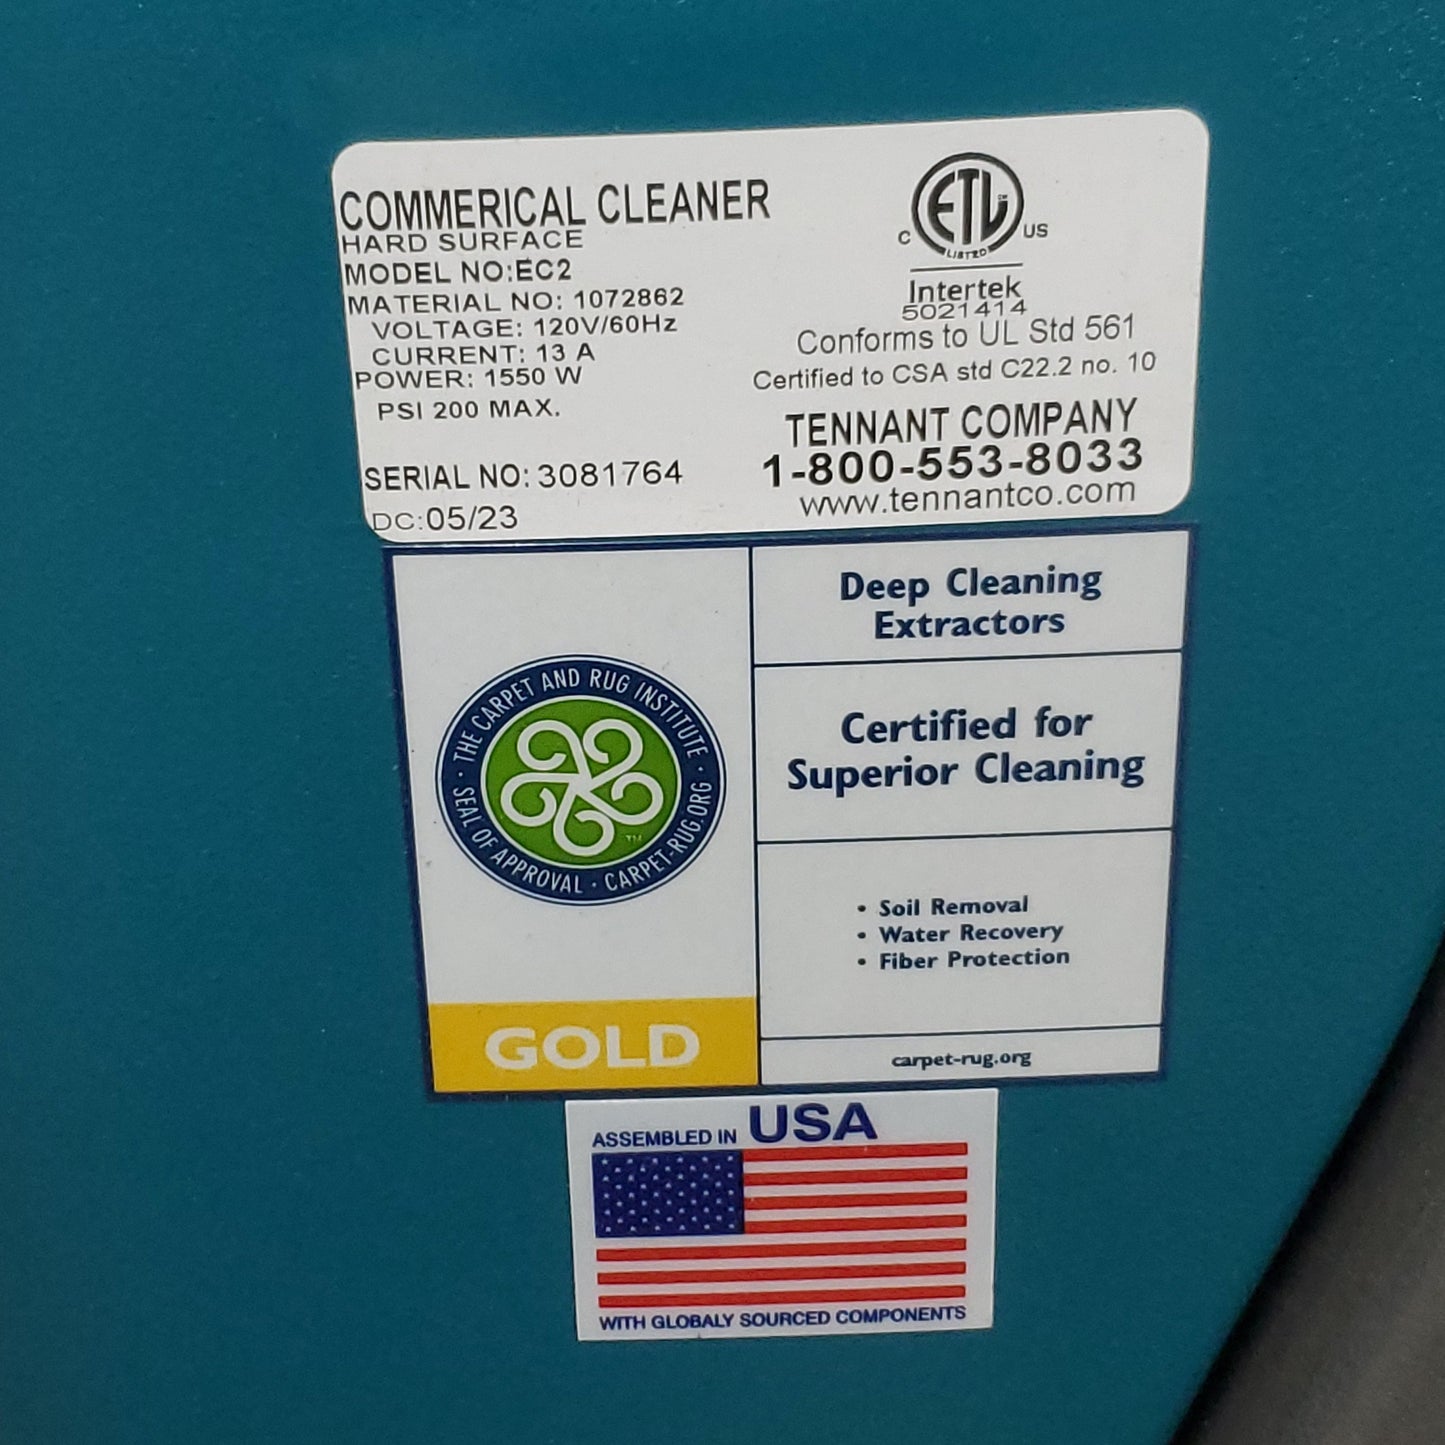 COMMERICAL CLEANER
HARD SURFACE
MODEL NO:EC2
MATERIAL NO: 1072862
VOLTAGE: 120V/60Hz
CURRENT: 13 A
POWER: 1550 W
PSI 200 MAX.
SERIAL NO: 3081764
DC:05/23
ETL
C US
LISTED
Intertek
5021414
Conforms to UL Std 561
Certified to CSA std C22.2 no. 10
TENNANT COMPANY
1-800-553-8033
www.tennantco.com
· THE CARPET AND RUG INSTITUTE ·
SEAL OF APPROVAL · CARPET-RUG.ORG
TM
GOLD
Deep Cleaning
Extractors
Certified for
Superior Cleaning
• Soil Removal
• Water Recovery
• Fiber Protection
carpet-rug.org
ASSEMBLED IN USA
WITH GLOBALY SOURCED COMPONENTS